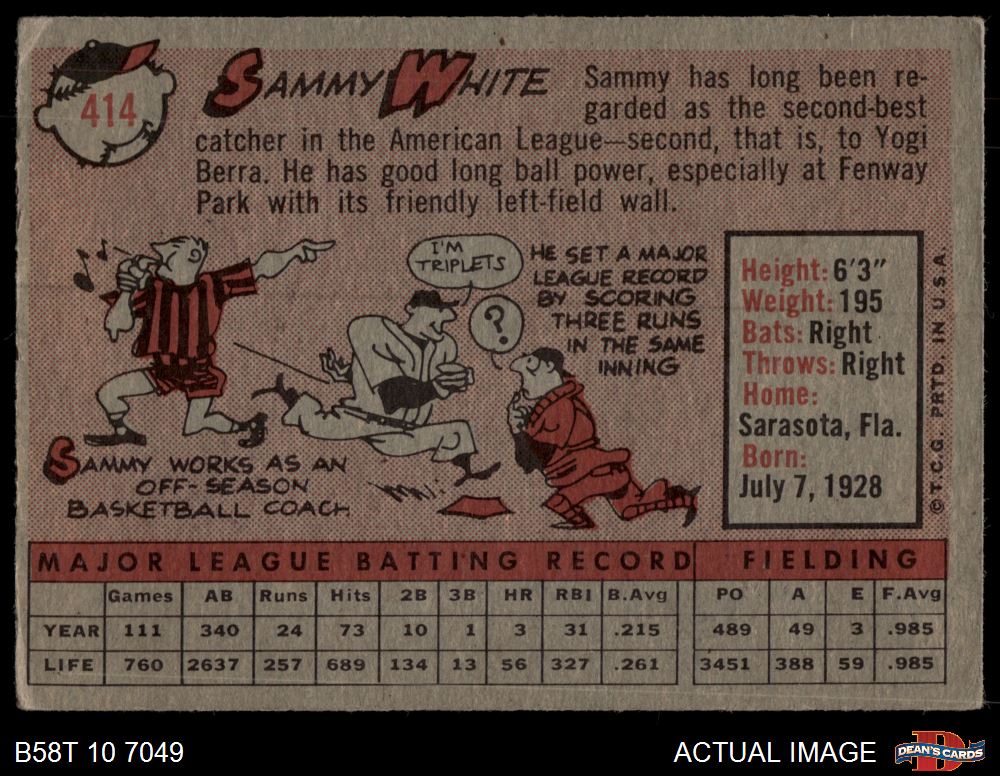 414
SAMMY WHITE
Sammy has long been re-
garded as the second-best
catcher in the American League—second, that is, to Yogi
Berra. He has good long ball power, especially at Fenway
Park with its friendly left-field wall.
I'M
TRIPLETS
?
HE SET A MAJOR
LEAGUE RECORD
BY SCORING
THREE RUNS
IN THE SAME
INNING
SAMMY WORKS AS AN
OFF-SEASON
BASKETBALL COACH
Height: 6'3"
Weight: 195
Bats: Right
Throws: Right
Home:
Sarasota, Fla.
Born:
July 7, 1928
© T.C.G. PRTD. IN U.S.A.
MAJOR LEAGUE BATTING RECORD FIELDING
Games AB Runs Hits 2B 3B HR RBI B.Avg PO A E F.Avg
YEAR 111 340 24 73 10 1 3 31 .215 489 49 3 .985
LIFE 760 2637 257 689 134 13 56 327 .261 3451 388 59 .985
B58T 10 7049
ACTUAL IMAGE
DEAN'S CARDS